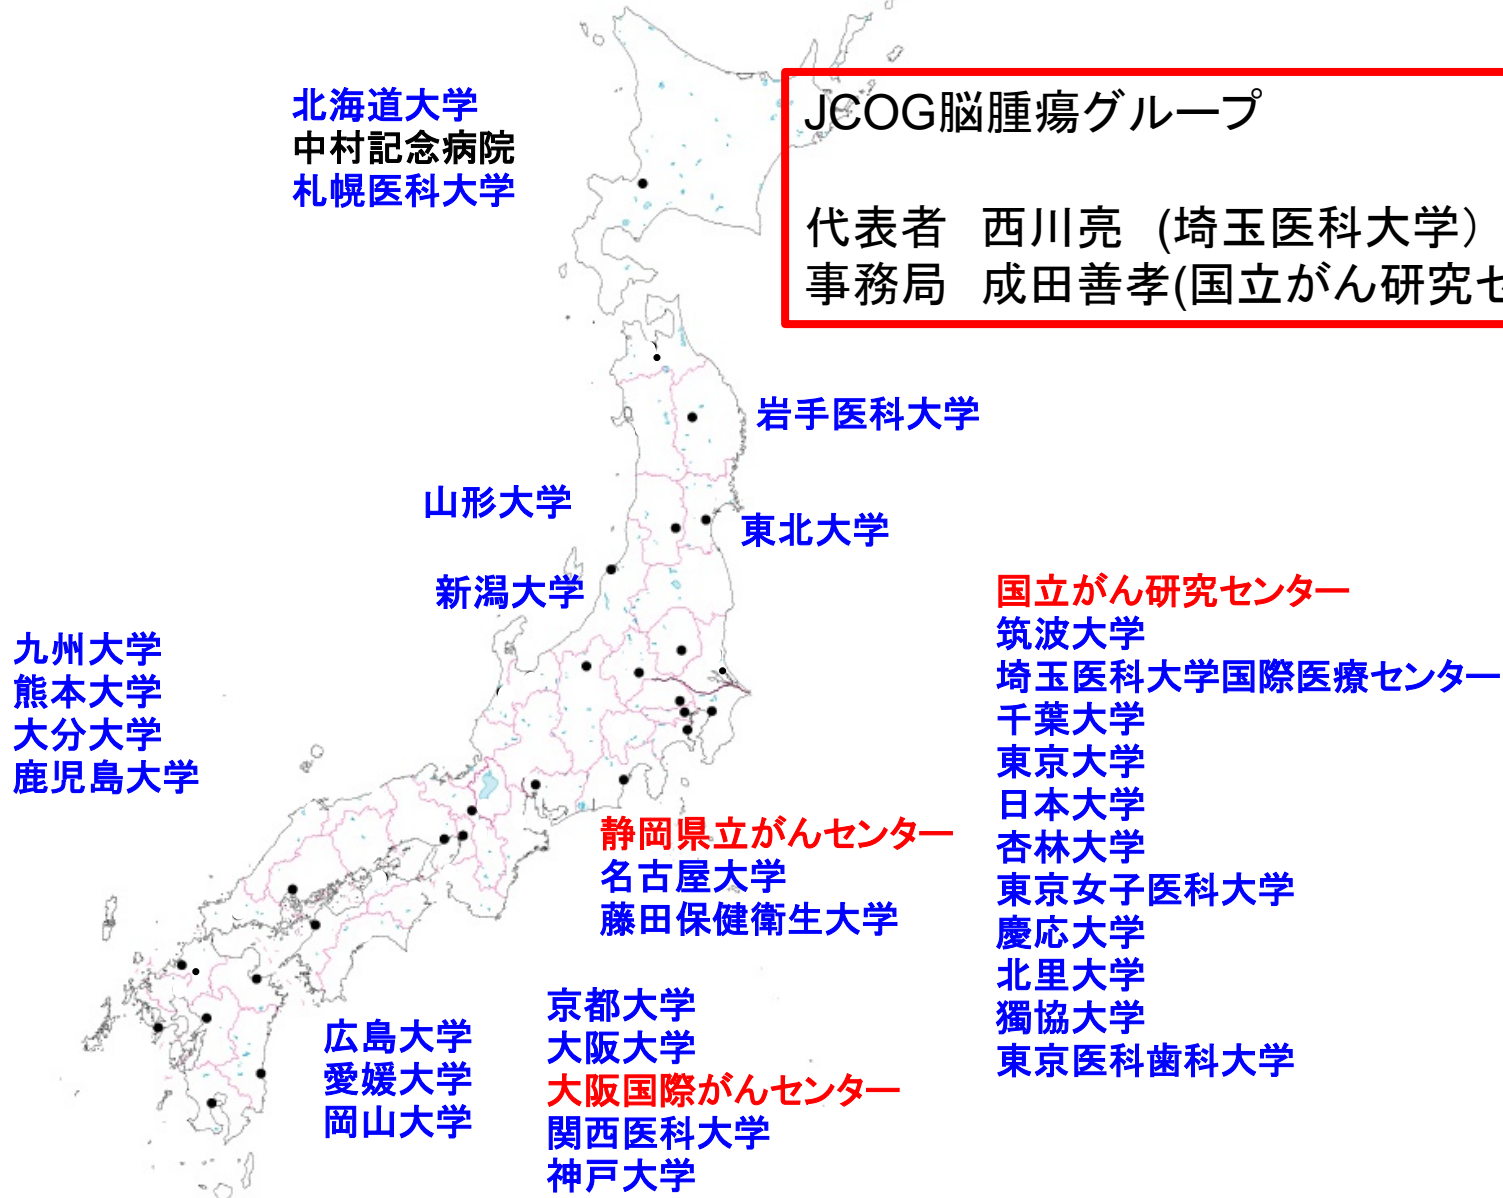 北海道大学
中村記念病院
札幌医科大学
JCOG脳腫瘍グループ
代表者　西川亮　(埼玉医科大学）
事務局　成田善孝(国立がん研究セ
岩手医科大学
山形大学
東北大学
新潟大学
九州大学
熊本大学
大分大学
鹿児島大学
国立がん研究センター
筑波大学
埼玉医科大学国際医療センター
千葉大学
東京大学
日本大学
杏林大学
東京女子医科大学
慶応大学
北里大学
獨協大学
東京医科歯科大学
静岡県立がんセンター
名古屋大学
藤田保健衛生大学
広島大学
愛媛大学
岡山大学
京都大学
大阪大学
大阪国際がんセンター
関西医科大学
神戸大学